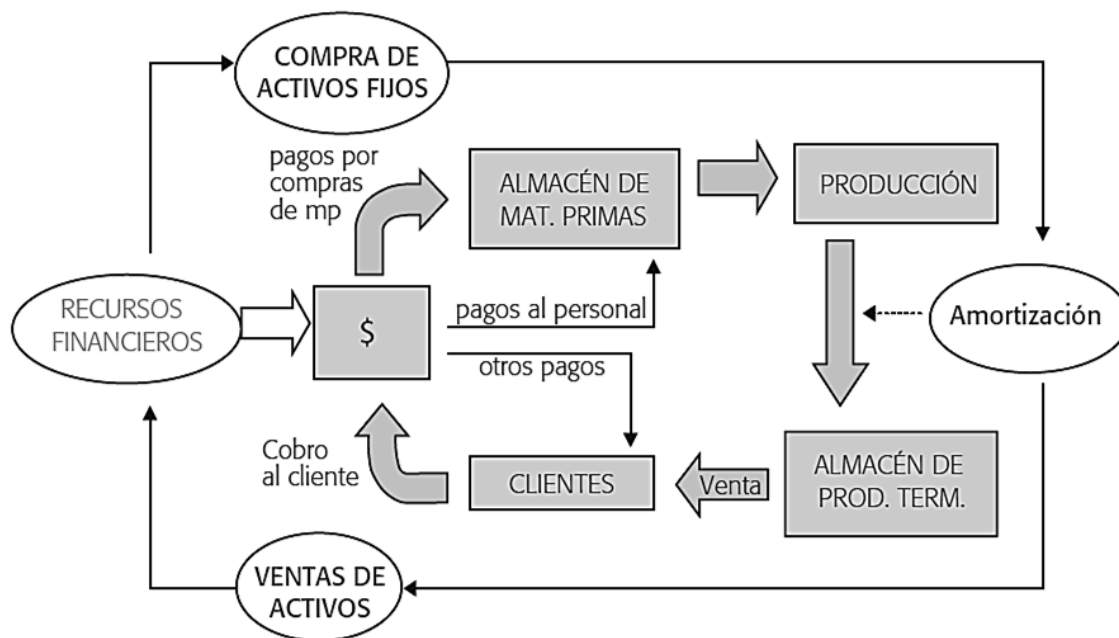 COMPRA DE
ACTIVOS FIJOS
pagos por
compras
de mp
ALMACÉN DE
MAT. PRIMAS
PRODUCCIÓN
RECURSOS
FINANCIEROS
$
pagos al personal
otros pagos
Amortización
Cobro
al cliente
CLIENTES
Venta
ALMACÉN DE
PROD. TERM.
VENTAS DE
ACTIVOS